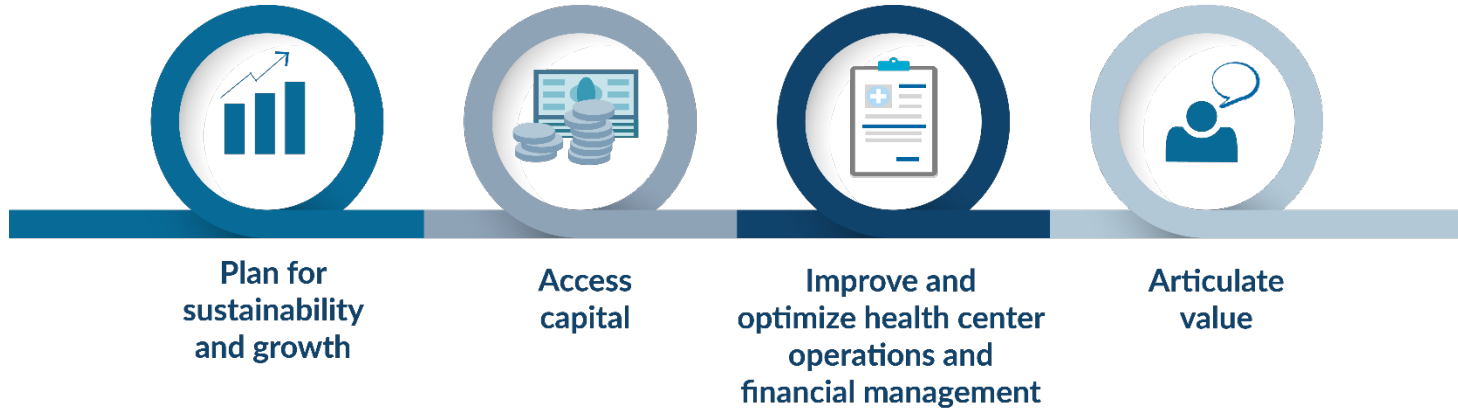 Plan for
sustainability
and growth
Access
capital
Improve and
optimize health center
operations and
financial management
Articulate
value